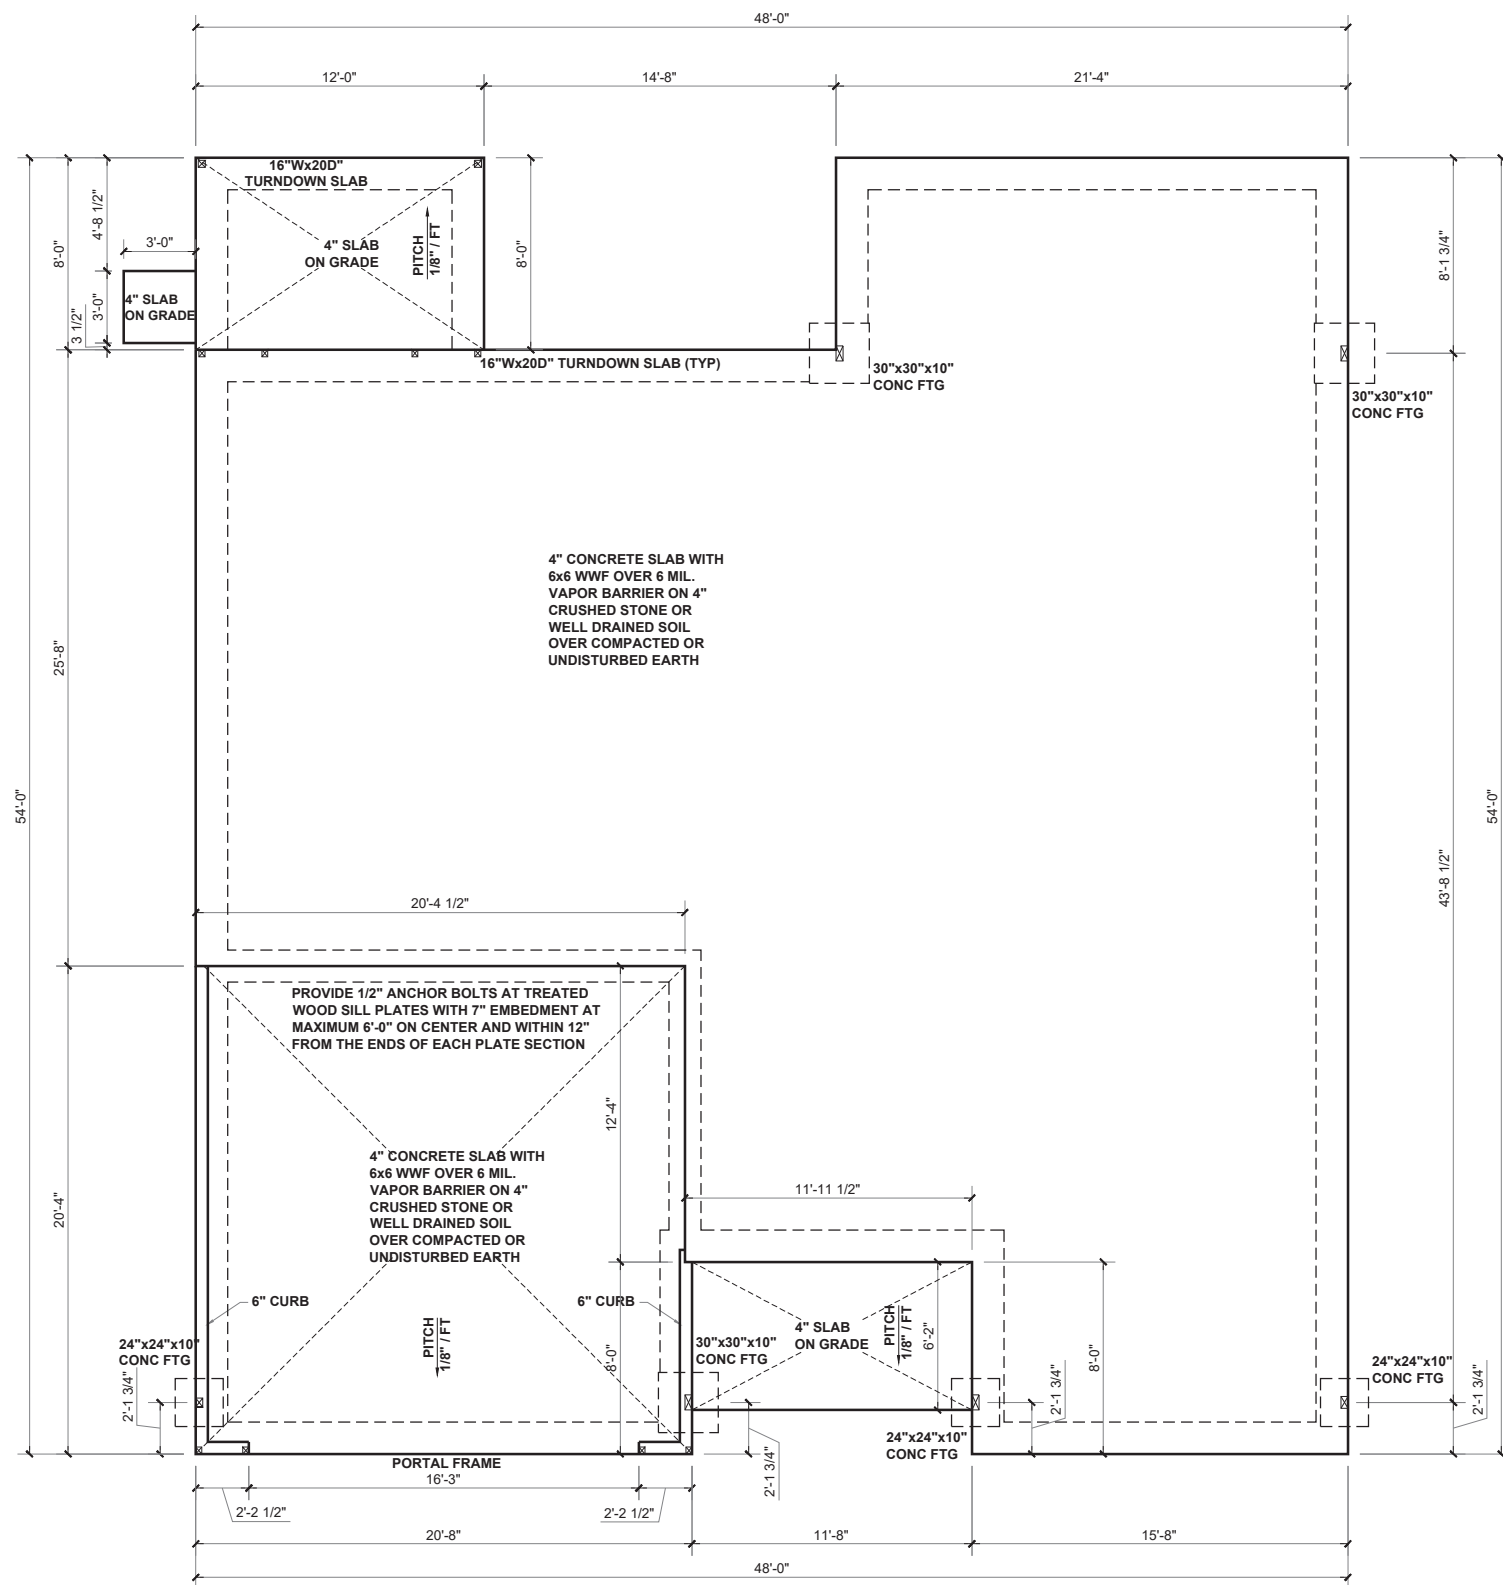 48'-0"
12'-0"
14'-8"
21'-4"
16"Wx20D"
TURNDOWN SLAB
4'-8 1/2"
8'-0"
3'-0"
4" SLAB
ON GRADE
PITCH
1/8" / FT
8'-0"
8'-1 3/4"
4" SLAB
ON GRADE
3'-0"
3 1/2"
16"Wx20D" TURNDOWN SLAB (TYP)
30"x30"x10"
CONC FTG
30"x30"x10"
CONC FTG
4" CONCRETE SLAB WITH
6x6 WWF OVER 6 MIL.
VAPOR BARRIER ON 4"
CRUSHED STONE OR
WELL DRAINED SOIL
OVER COMPACTED OR
UNDISTURBED EARTH
25'-8"
54'-0"
54'-0"
43'-8 1/2"
20'-4 1/2"
PROVIDE 1/2" ANCHOR BOLTS AT TREATED
WOOD SILL PLATES WITH 7" EMBEDMENT AT
MAXIMUM 6'-0" ON CENTER AND WITHIN 12"
FROM THE ENDS OF EACH PLATE SECTION
12'-4"
4" CONCRETE SLAB WITH
6x6 WWF OVER 6 MIL.
VAPOR BARRIER ON 4"
CRUSHED STONE OR
WELL DRAINED SOIL
OVER COMPACTED OR
UNDISTURBED EARTH
20'-4"
11'-11 1/2"
6" CURB
6" CURB
24"x24"x10"
CONC FTG
PITCH
1/8" / FT
8'-0"
30"x30"x10"
CONC FTG
4" SLAB
ON GRADE
PITCH
1/8" / FT
6'-2"
8'-0"
24"x24"x10"
CONC FTG
2'-1 3/4"
2'-1 3/4"
2'-1 3/4"
24"x24"x10"
CONC FTG
2'-1 3/4"
PORTAL FRAME
16'-3"
2'-2 1/2"
2'-2 1/2"
20'-8"
11'-8"
15'-8"
48'-0"